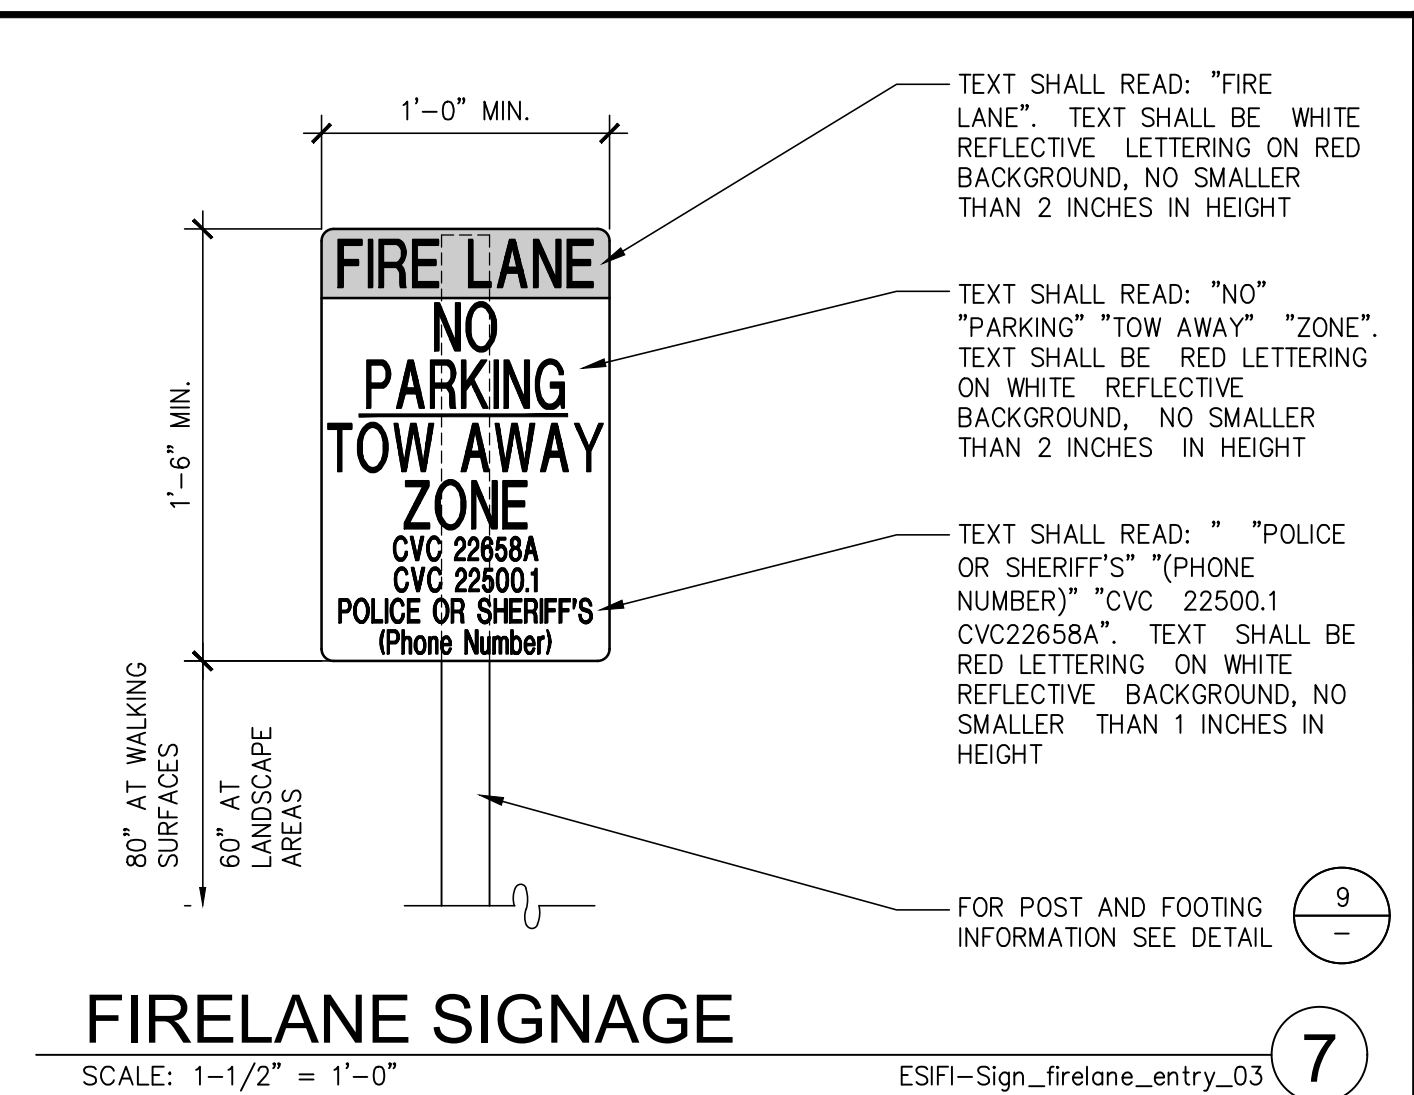 1'-0" MIN.
1'-6" MIN.
80" AT WALKING
SURFACES
60" AT
LANDSCAPE
AREAS
FIRE LANE
NO
PARKING
TOW AWAY
ZONE
CVC 22658A
CVC 22500.1
POLICE OR SHERIFF'S
(Phone Number)
TEXT SHALL READ: "FIRE
LANE". TEXT SHALL BE WHITE
REFLECTIVE LETTERING ON RED
BACKGROUND, NO SMALLER
THAN 2 INCHES IN HEIGHT
TEXT SHALL READ: "NO"
"PARKING" "TOW AWAY" "ZONE".
TEXT SHALL BE RED LETTERING
ON WHITE REFLECTIVE
BACKGROUND, NO SMALLER
THAN 2 INCHES IN HEIGHT
TEXT SHALL READ: " "POLICE
OR SHERIFF'S" "(PHONE
NUMBER)" "CVC 22500.1
CVC22658A". TEXT SHALL BE
RED LETTERING ON WHITE
REFLECTIVE BACKGROUND, NO
SMALLER THAN 1 INCHES IN
HEIGHT
FOR POST AND FOOTING
INFORMATION SEE DETAIL
9
-
FIRELANE SIGNAGE
7
SCALE: 1-1/2" = 1'-0"
ESIFI-Sign_firelane_entry_03